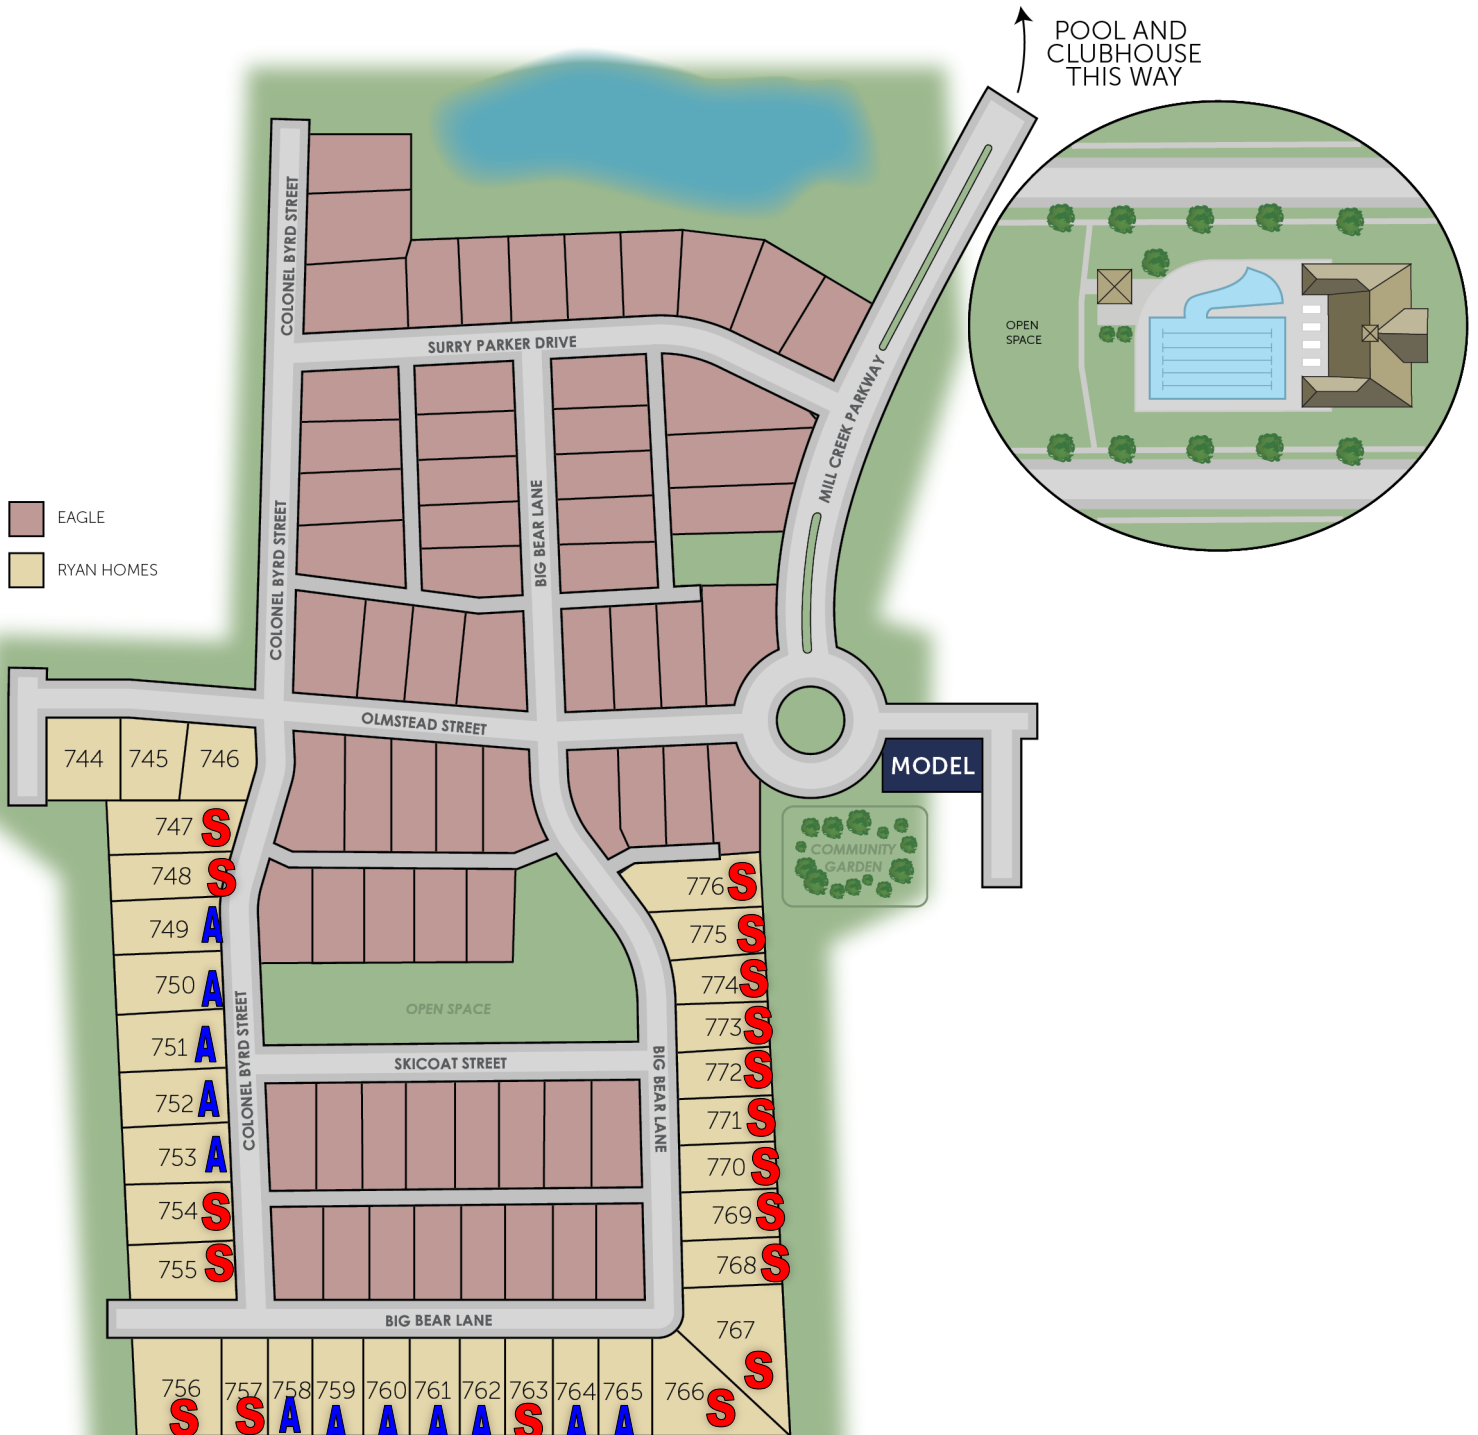 POOL AND
CLUBHOUSE
THIS WAY
OPEN
SPACE
COLONEL BYRD STREET
SURRY PARKER DRIVE
MILL CREEK PARKWAY
EAGLE
RYAN HOMES
COLONEL BYRD STREET
BIG BEAR LANE
OLMSTEAD STREET
MODEL
744 745 746
747 S
748 S
749 A
750 A
751 A
752 A
753 A
754 S
755 S
COMMUNITY
GARDEN
776 S
775 S
774 S
773 S
772 S
771 S
770 S
769 S
768 S
767
S
OPEN SPACE
COLONEL BYRD STREET
SKICOAT STREET
BIG BEAR LANE
BIG BEAR LANE
756 757 758 759 760 761 762 763 764 765 766
S S A A A A A S A A S